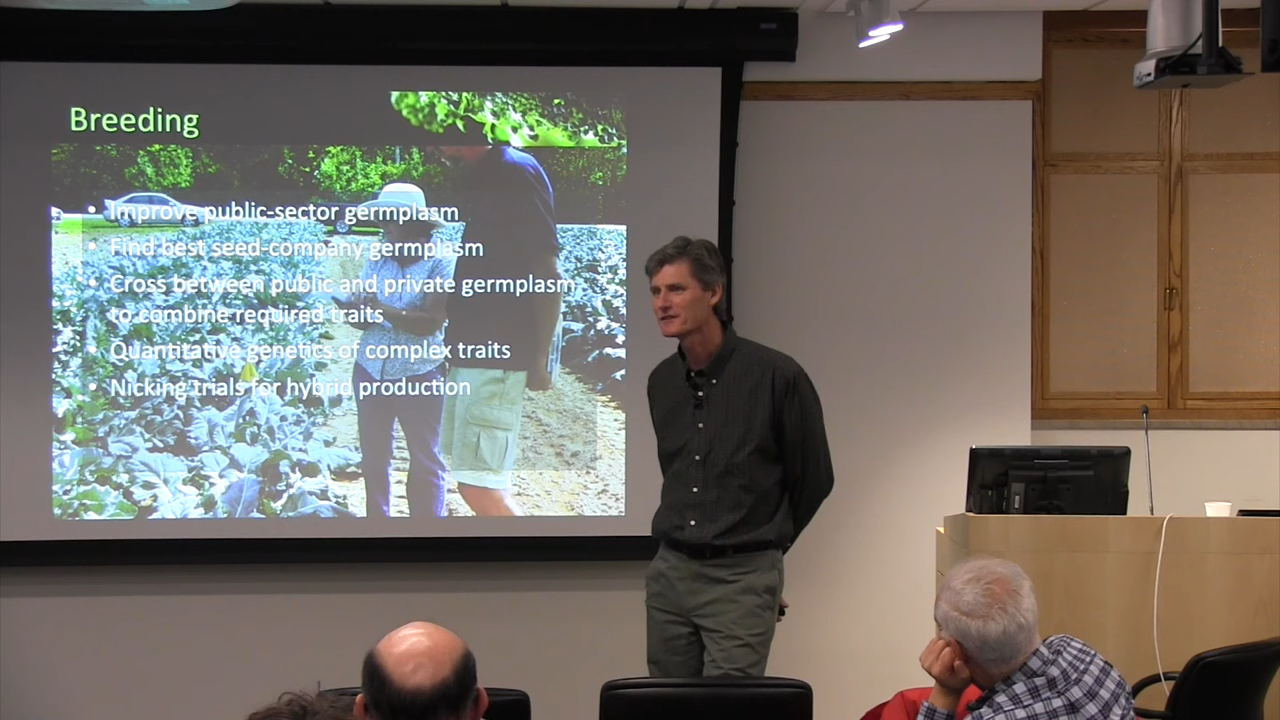 Breeding
• Improve public-sector germplasm
• Find best seed-company germplasm
• Cross between public and private germplasm
to combine required traits
• Quantitative genetics of complex traits
• Nicking trials for hybrid production